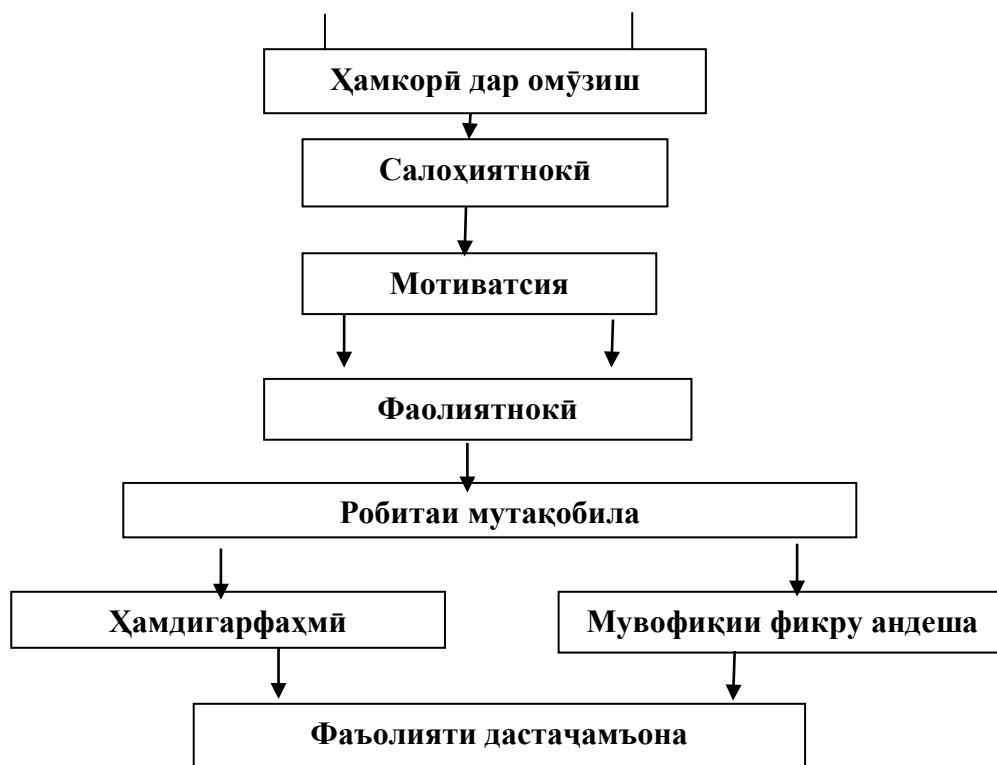 Ҳамкорӣ дар омӯзиш
Салоҳиятнокӣ
Мотиватсия
Фаолиятнокӣ
Робитаи мутақобила
Ҳамдигарфаҳмӣ
Мувофиқии фикру андеша
Фаъолияти дастаҷамъона